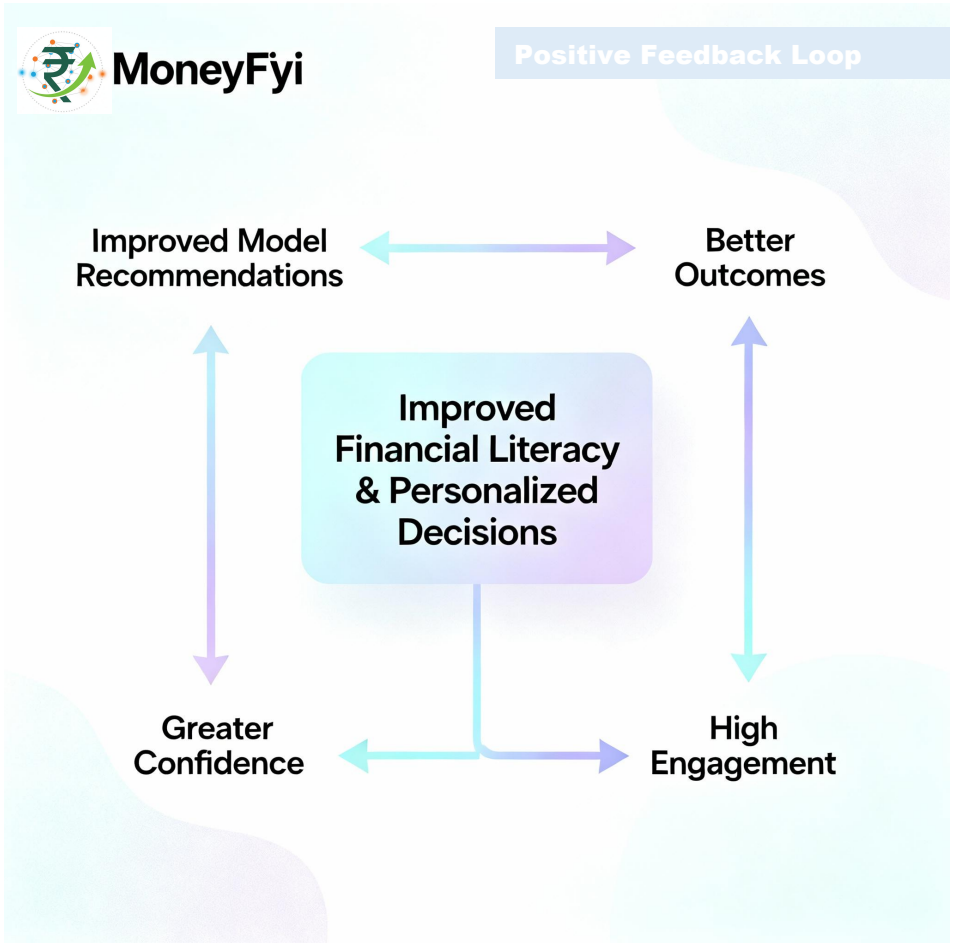 MoneyFyi
Positive Feedback Loop
Improved Model
Recommendations
Better
Outcomes
Improved
Financial Literacy
& Personalized
Decisions
Greater
Confidence
High
Engagement